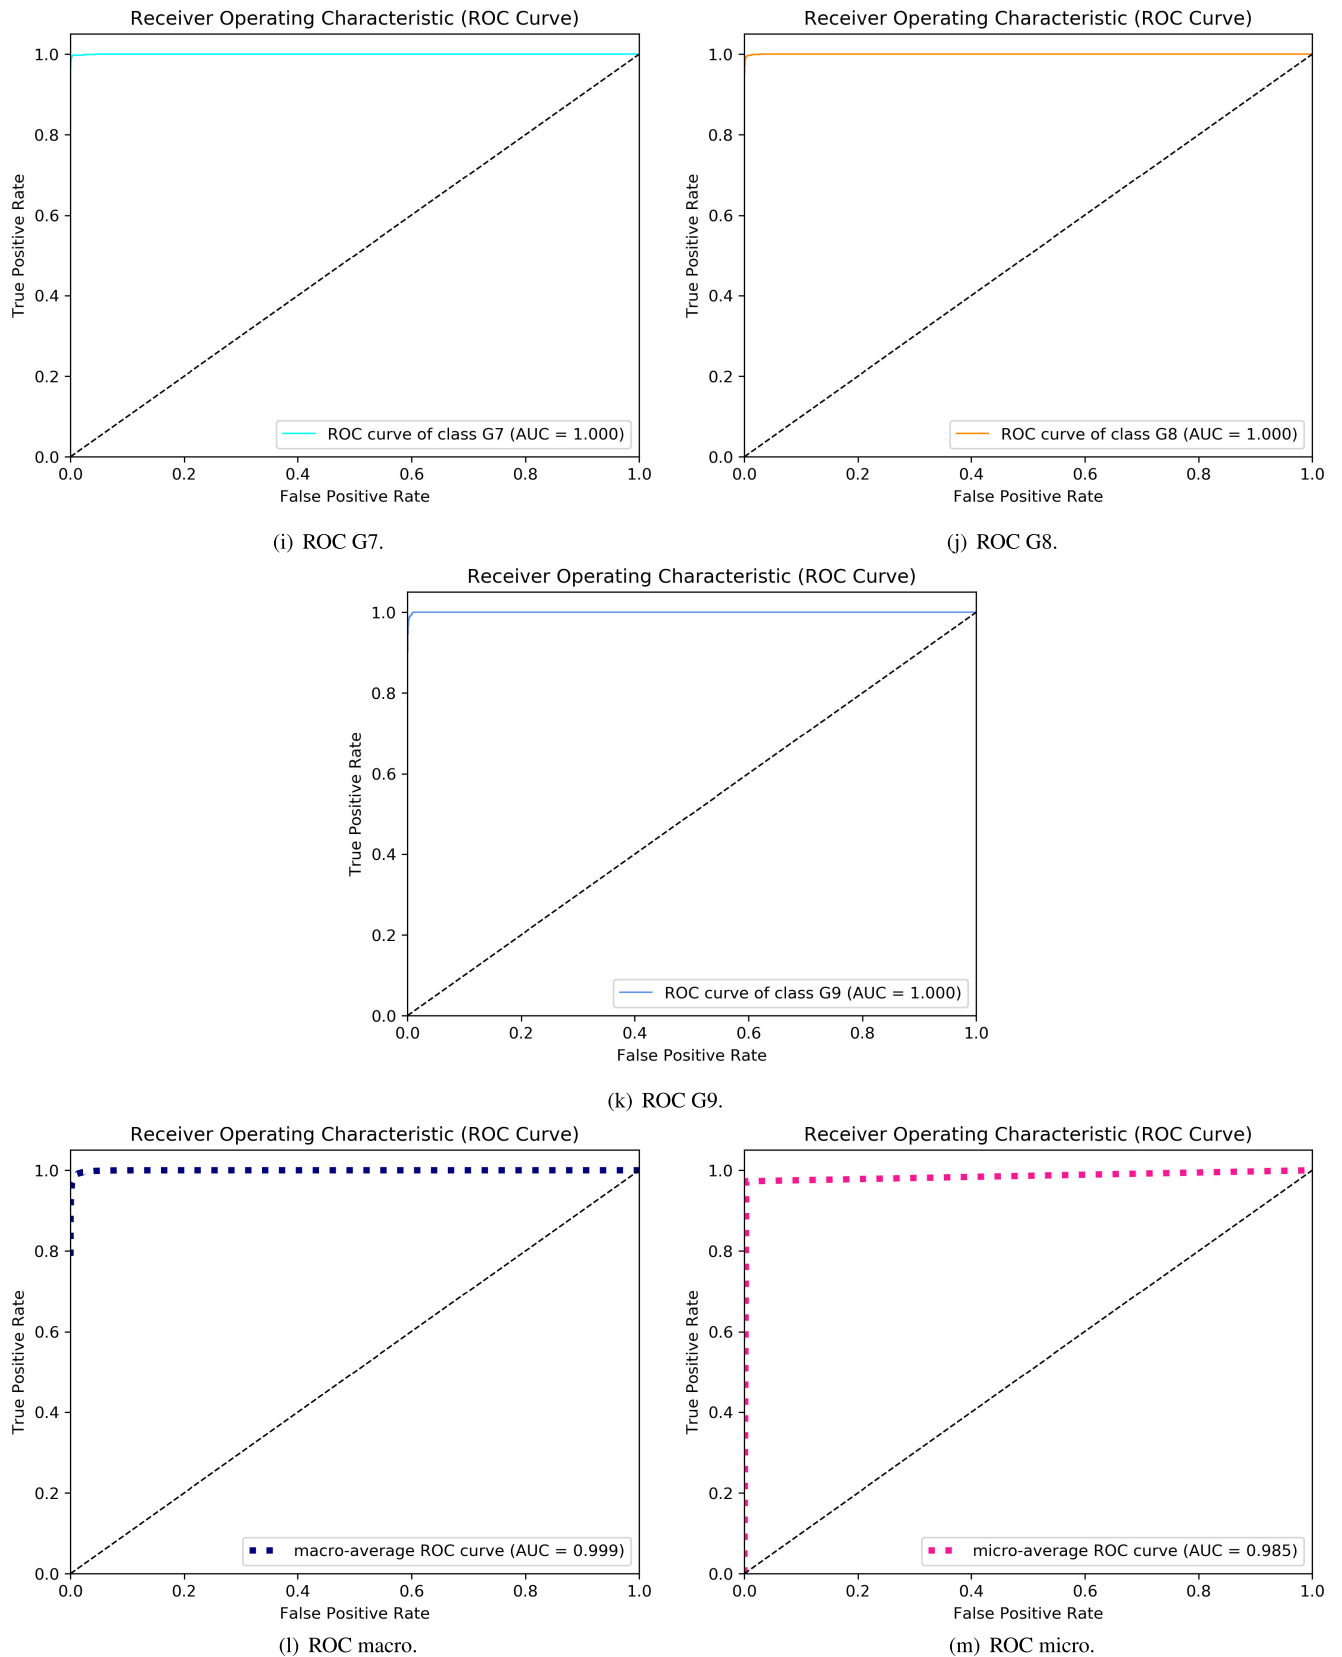 Receiver Operating Characteristic (ROC Curve)
1.0
0.8
0.6
0.4
0.2
0.0
True Positive Rate
ROC curve of class G7 (AUC = 1.000)
0.0 0.2 0.4 0.6 0.8 1.0
False Positive Rate
(i) ROC G7.
Receiver Operating Characteristic (ROC Curve)
1.0
0.8
0.6
0.4
0.2
0.0
True Positive Rate
ROC curve of class G8 (AUC = 1.000)
0.0 0.2 0.4 0.6 0.8 1.0
False Positive Rate
(j) ROC G8.
Receiver Operating Characteristic (ROC Curve)
1.0
0.8
0.6
0.4
0.2
0.0
True Positive Rate
ROC curve of class G9 (AUC = 1.000)
0.0 0.2 0.4 0.6 0.8 1.0
False Positive Rate
(k) ROC G9.
Receiver Operating Characteristic (ROC Curve)
1.0
0.8
0.6
0.4
0.2
0.0
True Positive Rate
macro-average ROC curve (AUC = 0.999)
0.0 0.2 0.4 0.6 0.8 1.0
False Positive Rate
(l) ROC macro.
Receiver Operating Characteristic (ROC Curve)
1.0
0.8
0.6
0.4
0.2
0.0
True Positive Rate
micro-average ROC curve (AUC = 0.985)
0.0 0.2 0.4 0.6 0.8 1.0
False Positive Rate
(m) ROC micro.